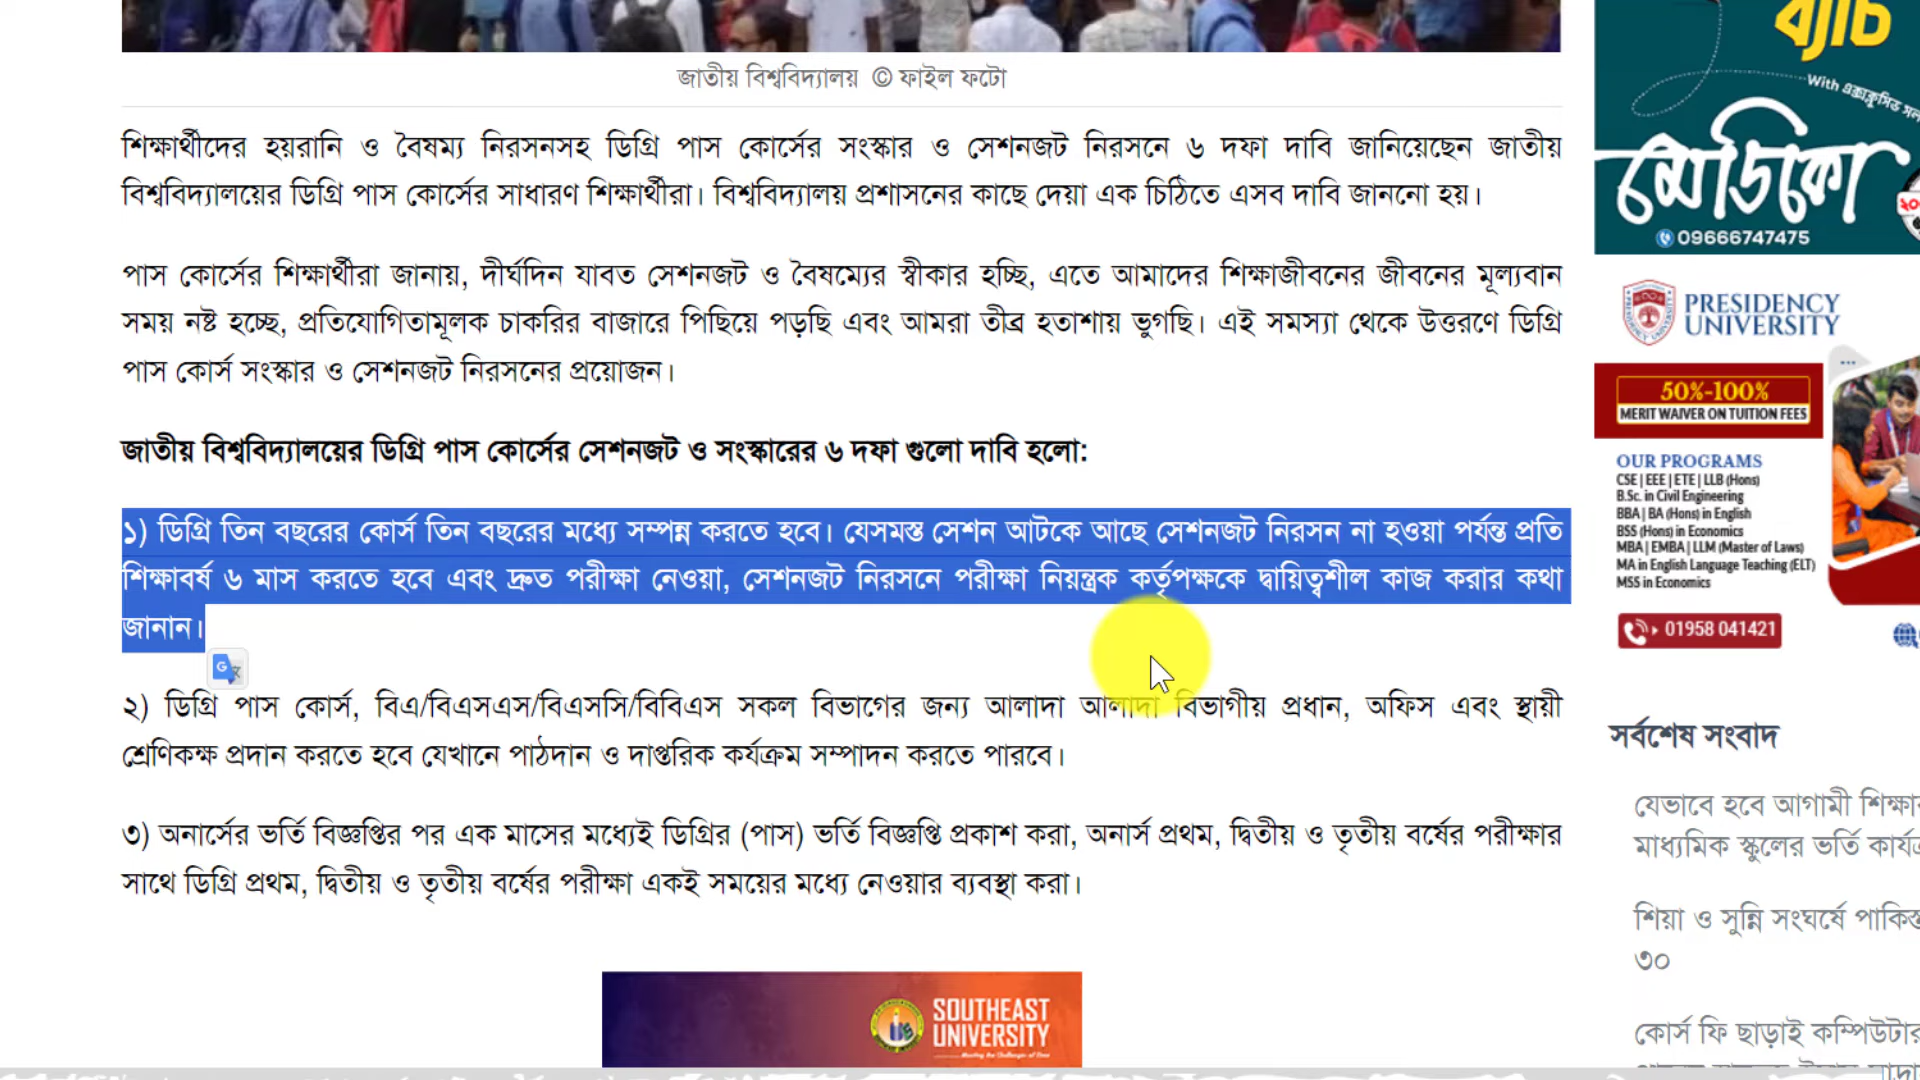 জাতীয় বিশ্ববিদ্যালয় © ফাইল ফটো
শিক্ষার্থীদের হয়রানি ও বৈষম্য নিরসনসহ ডিগ্রি পাস কোর্সের সংস্কার ও সেশনজট নিরসনে ৬ দফা দাবি জানিয়েছেন জাতীয়
বিশ্ববিদ্যালয়ের ডিগ্রি পাস কোর্সের সাধারণ শিক্ষার্থীরা। বিশ্ববিদ্যালয় প্রশাসনের কাছে দেয়া এক চিঠিতে এসব দাবি জাননো হয়।
পাস কোর্সের শিক্ষার্থীরা জানায়, দীর্ঘদিন যাবত সেশনজট ও বৈষম্যের স্বীকার হচ্ছি, এতে আমাদের শিক্ষাজীবনের জীবনের মূল্যবান
সময় নষ্ট হচ্ছে, প্রতিযোগিতামূলক চাকরির বাজারে পিছিয়ে পড়ছি এবং আমরা তীব্র হতাশায় ভুগছি। এই সমস্যা থেকে উত্তরণে ডিগ্রি
পাস কোর্স সংস্কার ও সেশনজট নিরসনের প্রয়োজন।
জাতীয় বিশ্ববিদ্যালয়ের ডিগ্রি পাস কোর্সের সেশনজট ও সংস্কারের ৬ দফা গুলো দাবি হলো:
১) ডিগ্রি তিন বছরের কোর্স তিন বছরের মধ্যে সম্পন্ন করতে হবে। যেসমস্ত সেশন আটকে আছে সেশনজট নিরসন না হওয়া পর্যন্ত প্রতি
শিক্ষাবর্ষ ৬ মাস করতে হবে এবং দ্রুত পরীক্ষা নেওয়া, সেশনজট নিরসনে পরীক্ষা নিয়ন্ত্রক কর্তৃপক্ষকে দ্বায়িত্বশীল কাজ করার কথা
জানান।
২) ডিগ্রি পাস কোর্স, বিএ/বিএসএস/বিএসসি/বিবিএস সকল বিভাগের জন্য আলাদা আলাদা বিভাগীয় প্রধান, অফিস এবং স্থায়ী
শ্রেণিকক্ষ প্রদান করতে হবে যেখানে পাঠদান ও দাপ্তরিক কর্যক্রম সম্পাদন করতে পারবে।
৩) অনার্সের ভর্তি বিজ্ঞপ্তির পর এক মাসের মধ্যেই ডিগ্রির (পাস) ভর্তি বিজ্ঞপ্তি প্রকাশ করা, অনার্স প্রথম, দ্বিতীয় ও তৃতীয় বর্ষের পরীক্ষার
সাথে ডিগ্রি প্রথম, দ্বিতীয় ও তৃতীয় বর্ষের পরীক্ষা একই সময়ের মধ্যে নেওয়ার ব্যবস্থা করা।
SOUTHEAST
UNIVERSITY
ব্যাচ
With এক্সক্লুসিভ
মেডিকো
09666747475
PRESIDENCY
UNIVERSITY
50%-100%
MERIT WAIVER ON TUITION FEES
OUR PROGRAMS
CSE | EEE | ETE | LLB (Hons)
B.Sc. in Civil Engineering
BBA | BA (Hons) in English
BSS (Hons) in Economics
MBA | EMBA | LLM (Master of Laws)
MA in English Language Teaching (ELT)
MSS in Economics
01958 041421
সর্বশেষ সংবাদ
যেভাবে হবে আগামী
মাধ্যমিক স্কুলের ভর্তি
শিয়া ও সুন্নি সংঘর্ষে
৩০
কোর্স ফি ছাড়াই